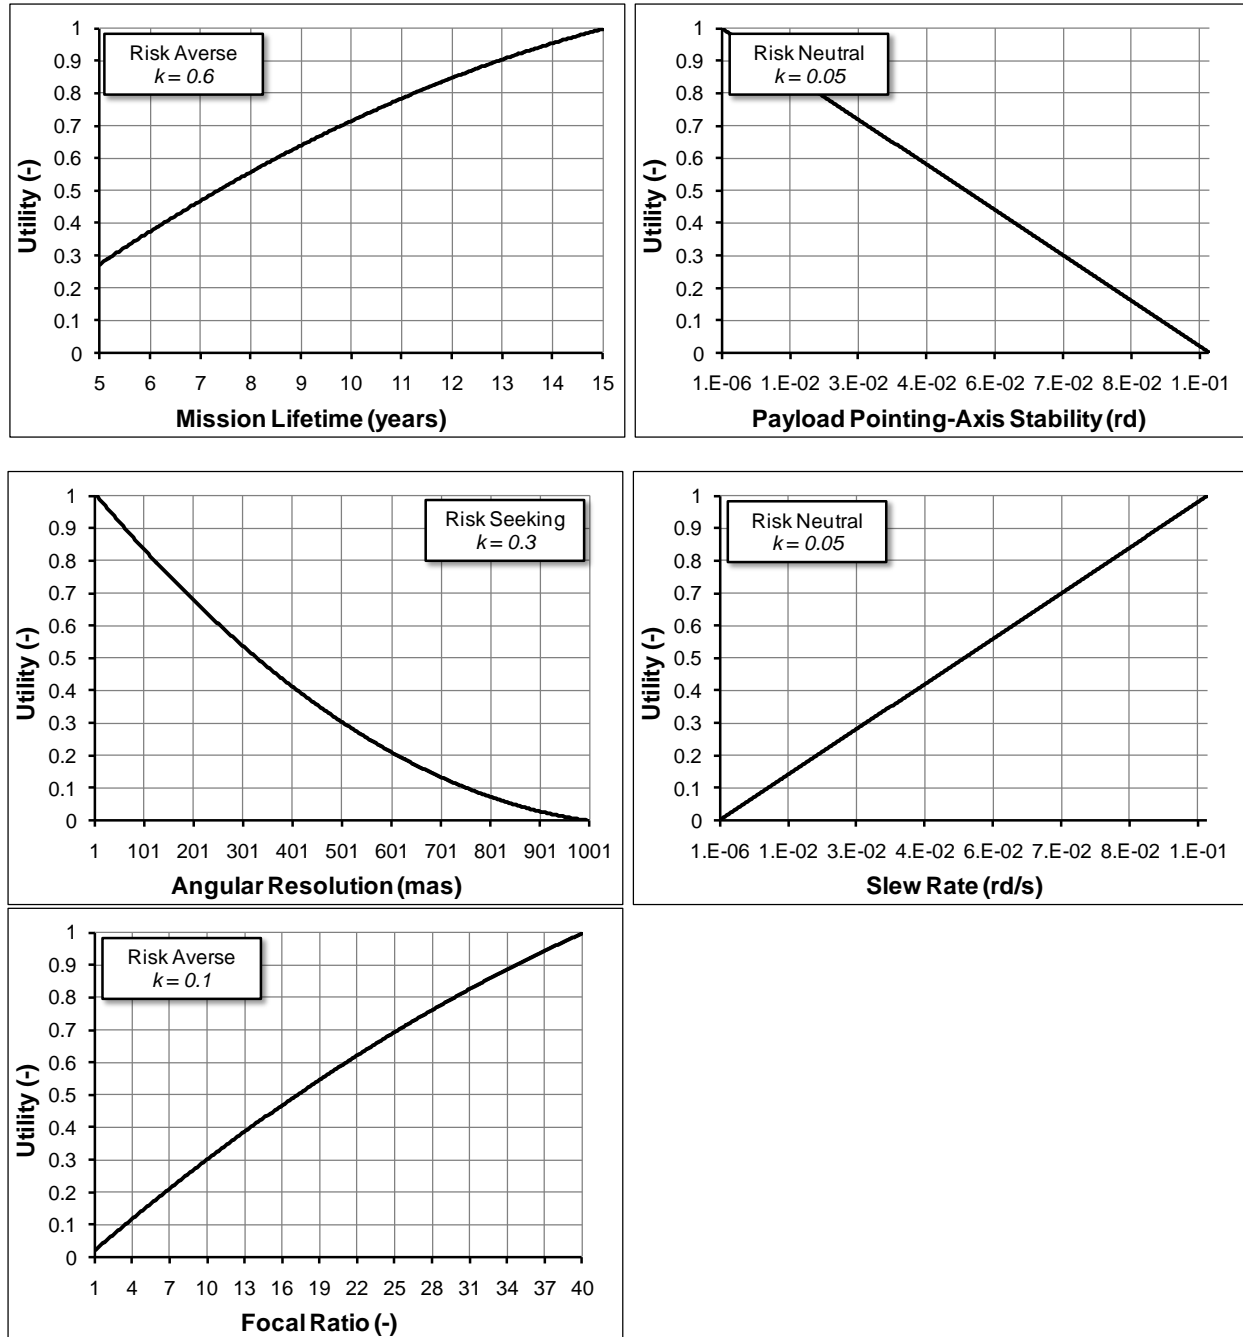 Risk Averse
k = 0.6
Utility (-)
1
0.9
0.8
0.7
0.6
0.5
0.4
0.3
0.2
0.1
0
5 6 7 8 9 10 11 12 13 14 15
Mission Lifetime (years)
Risk Neutral
k = 0.05
Utility (-)
1
0.9
0.8
0.7
0.6
0.5
0.4
0.3
0.2
0.1
0
1.E-06 1.E-02 3.E-02 4.E-02 6.E-02 7.E-02 8.E-02 1.E-01
Payload Pointing-Axis Stability (rd)
Risk Seeking
k = 0.3
Utility (-)
1
0.9
0.8
0.7
0.6
0.5
0.4
0.3
0.2
0.1
0
1 101 201 301 401 501 601 701 801 901 1001
Angular Resolution (mas)
Risk Neutral
k = 0.05
Utility (-)
1
0.9
0.8
0.7
0.6
0.5
0.4
0.3
0.2
0.1
0
1.E-06 1.E-02 3.E-02 4.E-02 6.E-02 7.E-02 8.E-02 1.E-01
Slew Rate (rd/s)
Risk Averse
k = 0.1
Utility (-)
1
0.9
0.8
0.7
0.6
0.5
0.4
0.3
0.2
0.1
0
1 4 7 10 13 16 19 22 25 28 31 34 37 40
Focal Ratio (-)